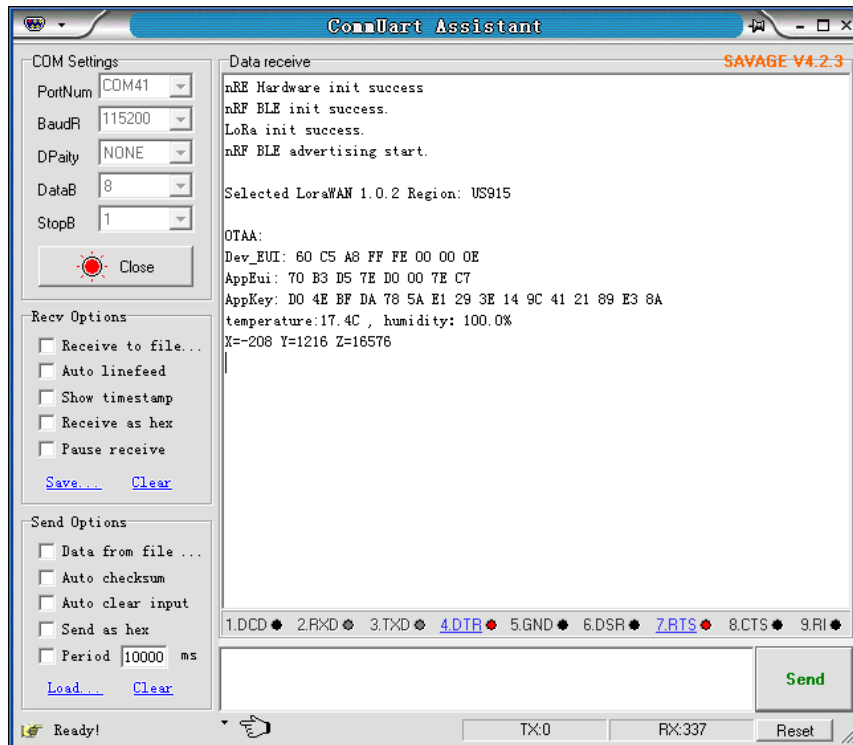 CommUart Assistant
COM Settings
PortNum COM41
BaudR 115200
DPaity NONE
DataB 8
StopB 1
Close
Recv Options
Receive to file...
Auto linefeed
Show timestamp
Receive as hex
Pause receive
Save... Clear
Send Options
Data from file ...
Auto checksum
Auto clear input
Send as hex
Period 10000 ms
Load... Clear
Data receive SAVAGE V4.2.3
nRE Hardware init success
nRF BLE init success.
LoRa init success.
nRF BLE advertising start.
Selected LoraWAN 1.0.2 Region: US915
OTAA:
Dev_EUI: 60 C5 A8 FF FE 00 00 0E
AppEui: 70 B3 D5 7E D0 00 7E C7
AppKey: D0 4E BF DA 78 5A E1 29 3E 14 9C 41 21 89 E3 8A
temperature:17.4C , humidity: 100.0%
X=-208 Y=1216 Z=16576
1.DCD 2.RXD 3.TXD 4.DTR 5.GND 6.DSR 7.RTS 8.CTS 9.RI
Send
Ready! TX:0 RX:337 Reset